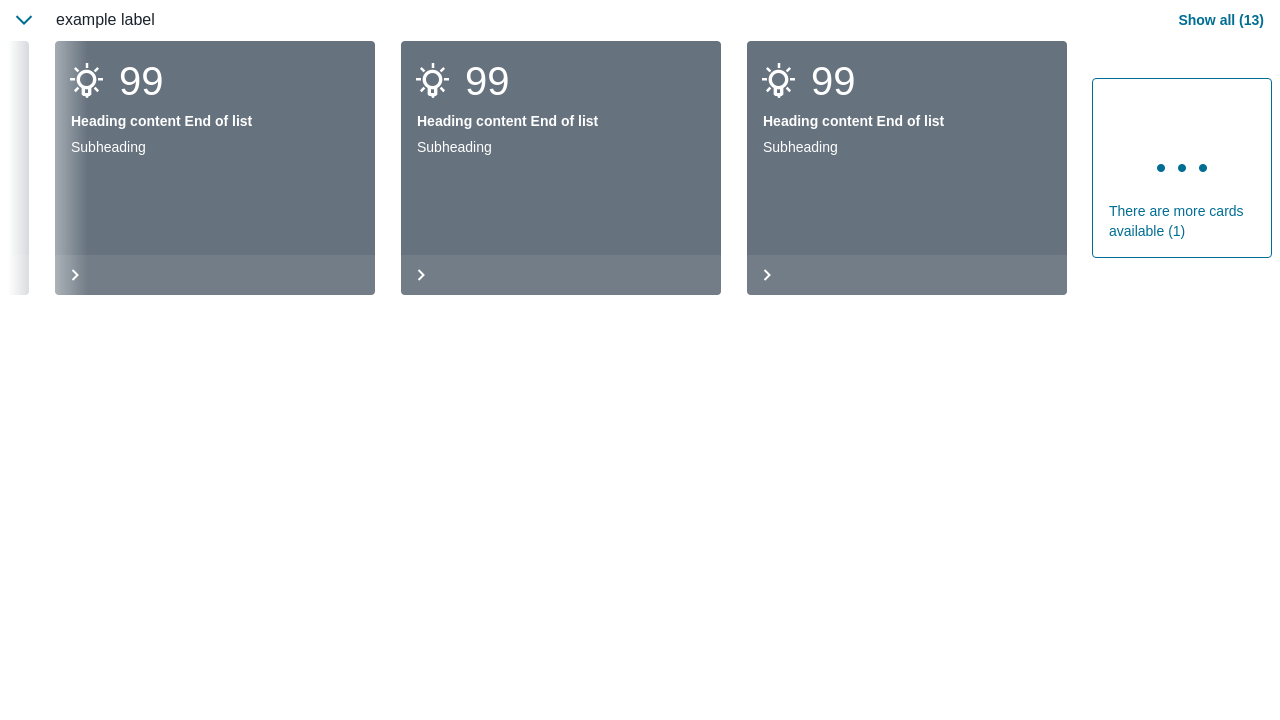 example label
Show all (13)
99
Heading content End of list
Subheading
99
Heading content End of list
Subheading
99
Heading content End of list
Subheading
There are more cards
available (1)